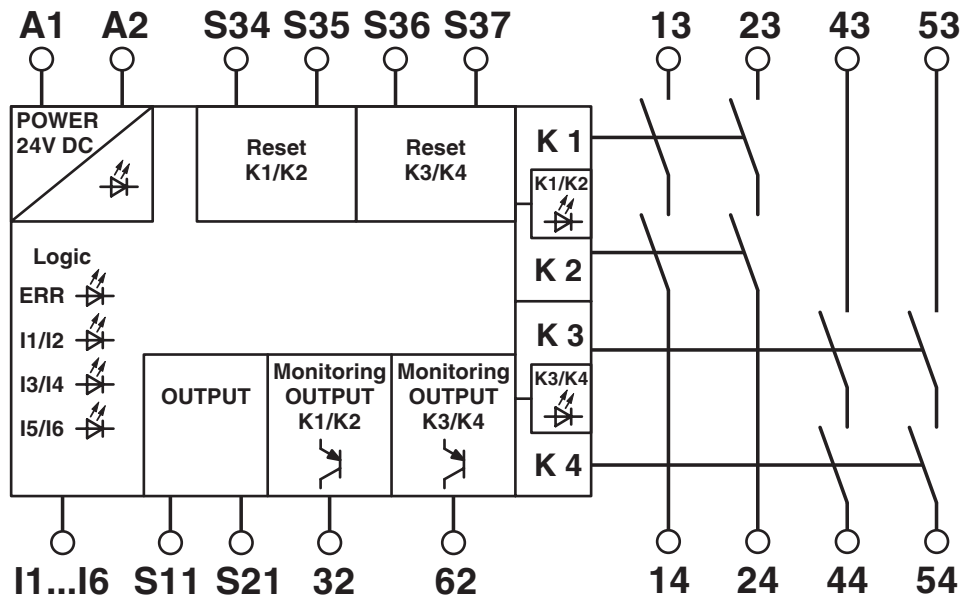 A1 A2 S34 S35 S36 S37 13 23 43 53
POWER
24V DC
Reset
K1/K2
Reset
K3/K4
K 1
K1/K2
K 2
Logic
ERR
I1/I2
I3/I4
I5/I6
OUTPUT
Monitoring
OUTPUT
K1/K2
Monitoring
OUTPUT
K3/K4
K 3
K3/K4
K 4
I1...I6 S11 S21 32 62 14 24 44 54